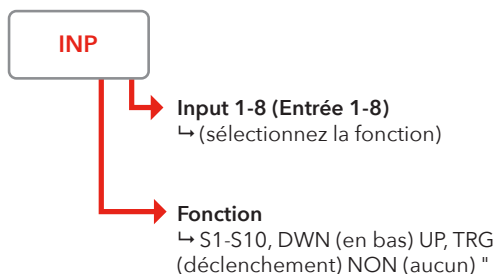 INP
Input 1-8 (Entrée 1-8)
↳ (sélectionnez la fonction)
Fonction
↳ S1-S10, DWN (en bas) UP, TRG
(déclenchement) NON (aucun) "